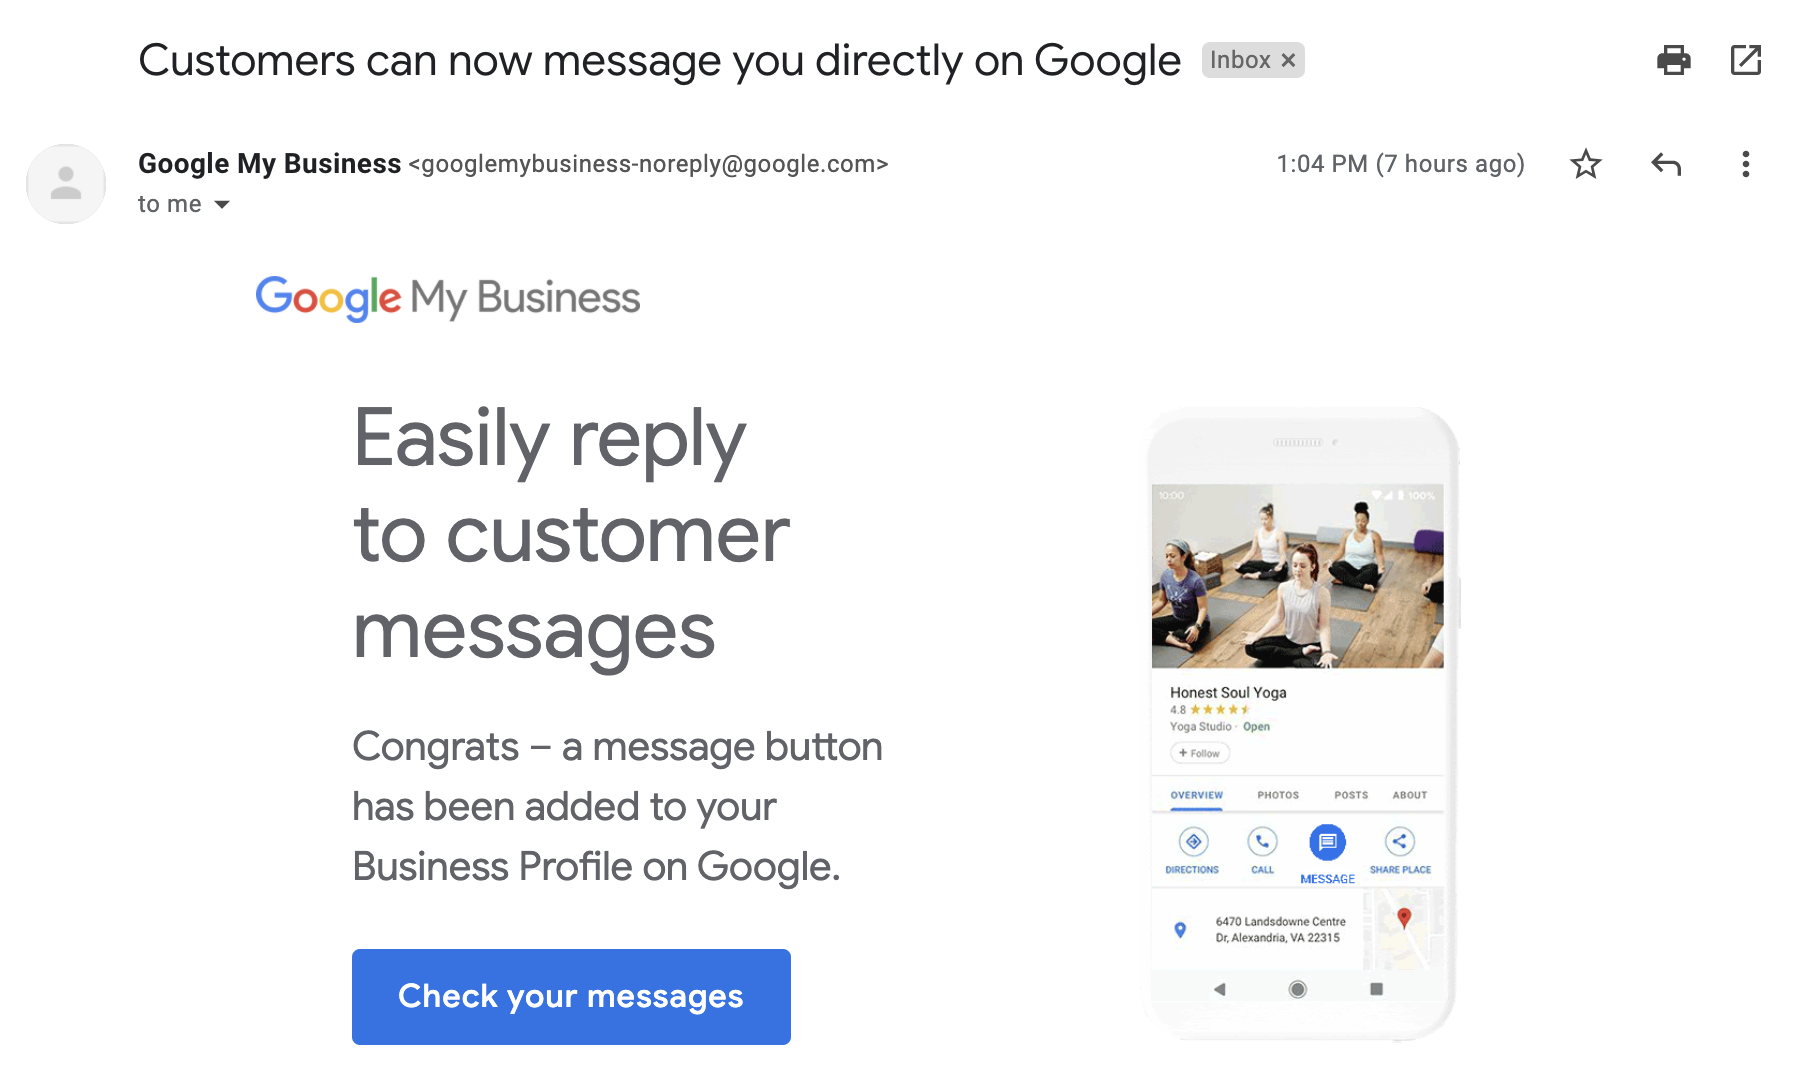 Customers can now message you directly on Google
Inbox ×
Google My Business <googlemybusiness-noreply@google.com>
1:04 PM (7 hours ago)
to me
Google My Business
Easily reply
to customer
messages
Congrats – a message button
has been added to your
Business Profile on Google.
Check your messages
10:00
100%
Honest Soul Yoga
4.8
Yoga Studio · Open
+ Follow
OVERVIEW
PHOTOS
POSTS
ABOUT
DIRECTIONS
CALL
MESSAGE
SHARE PLACE
6470 Landsdowne Centre
Dr, Alexandria, VA 22315